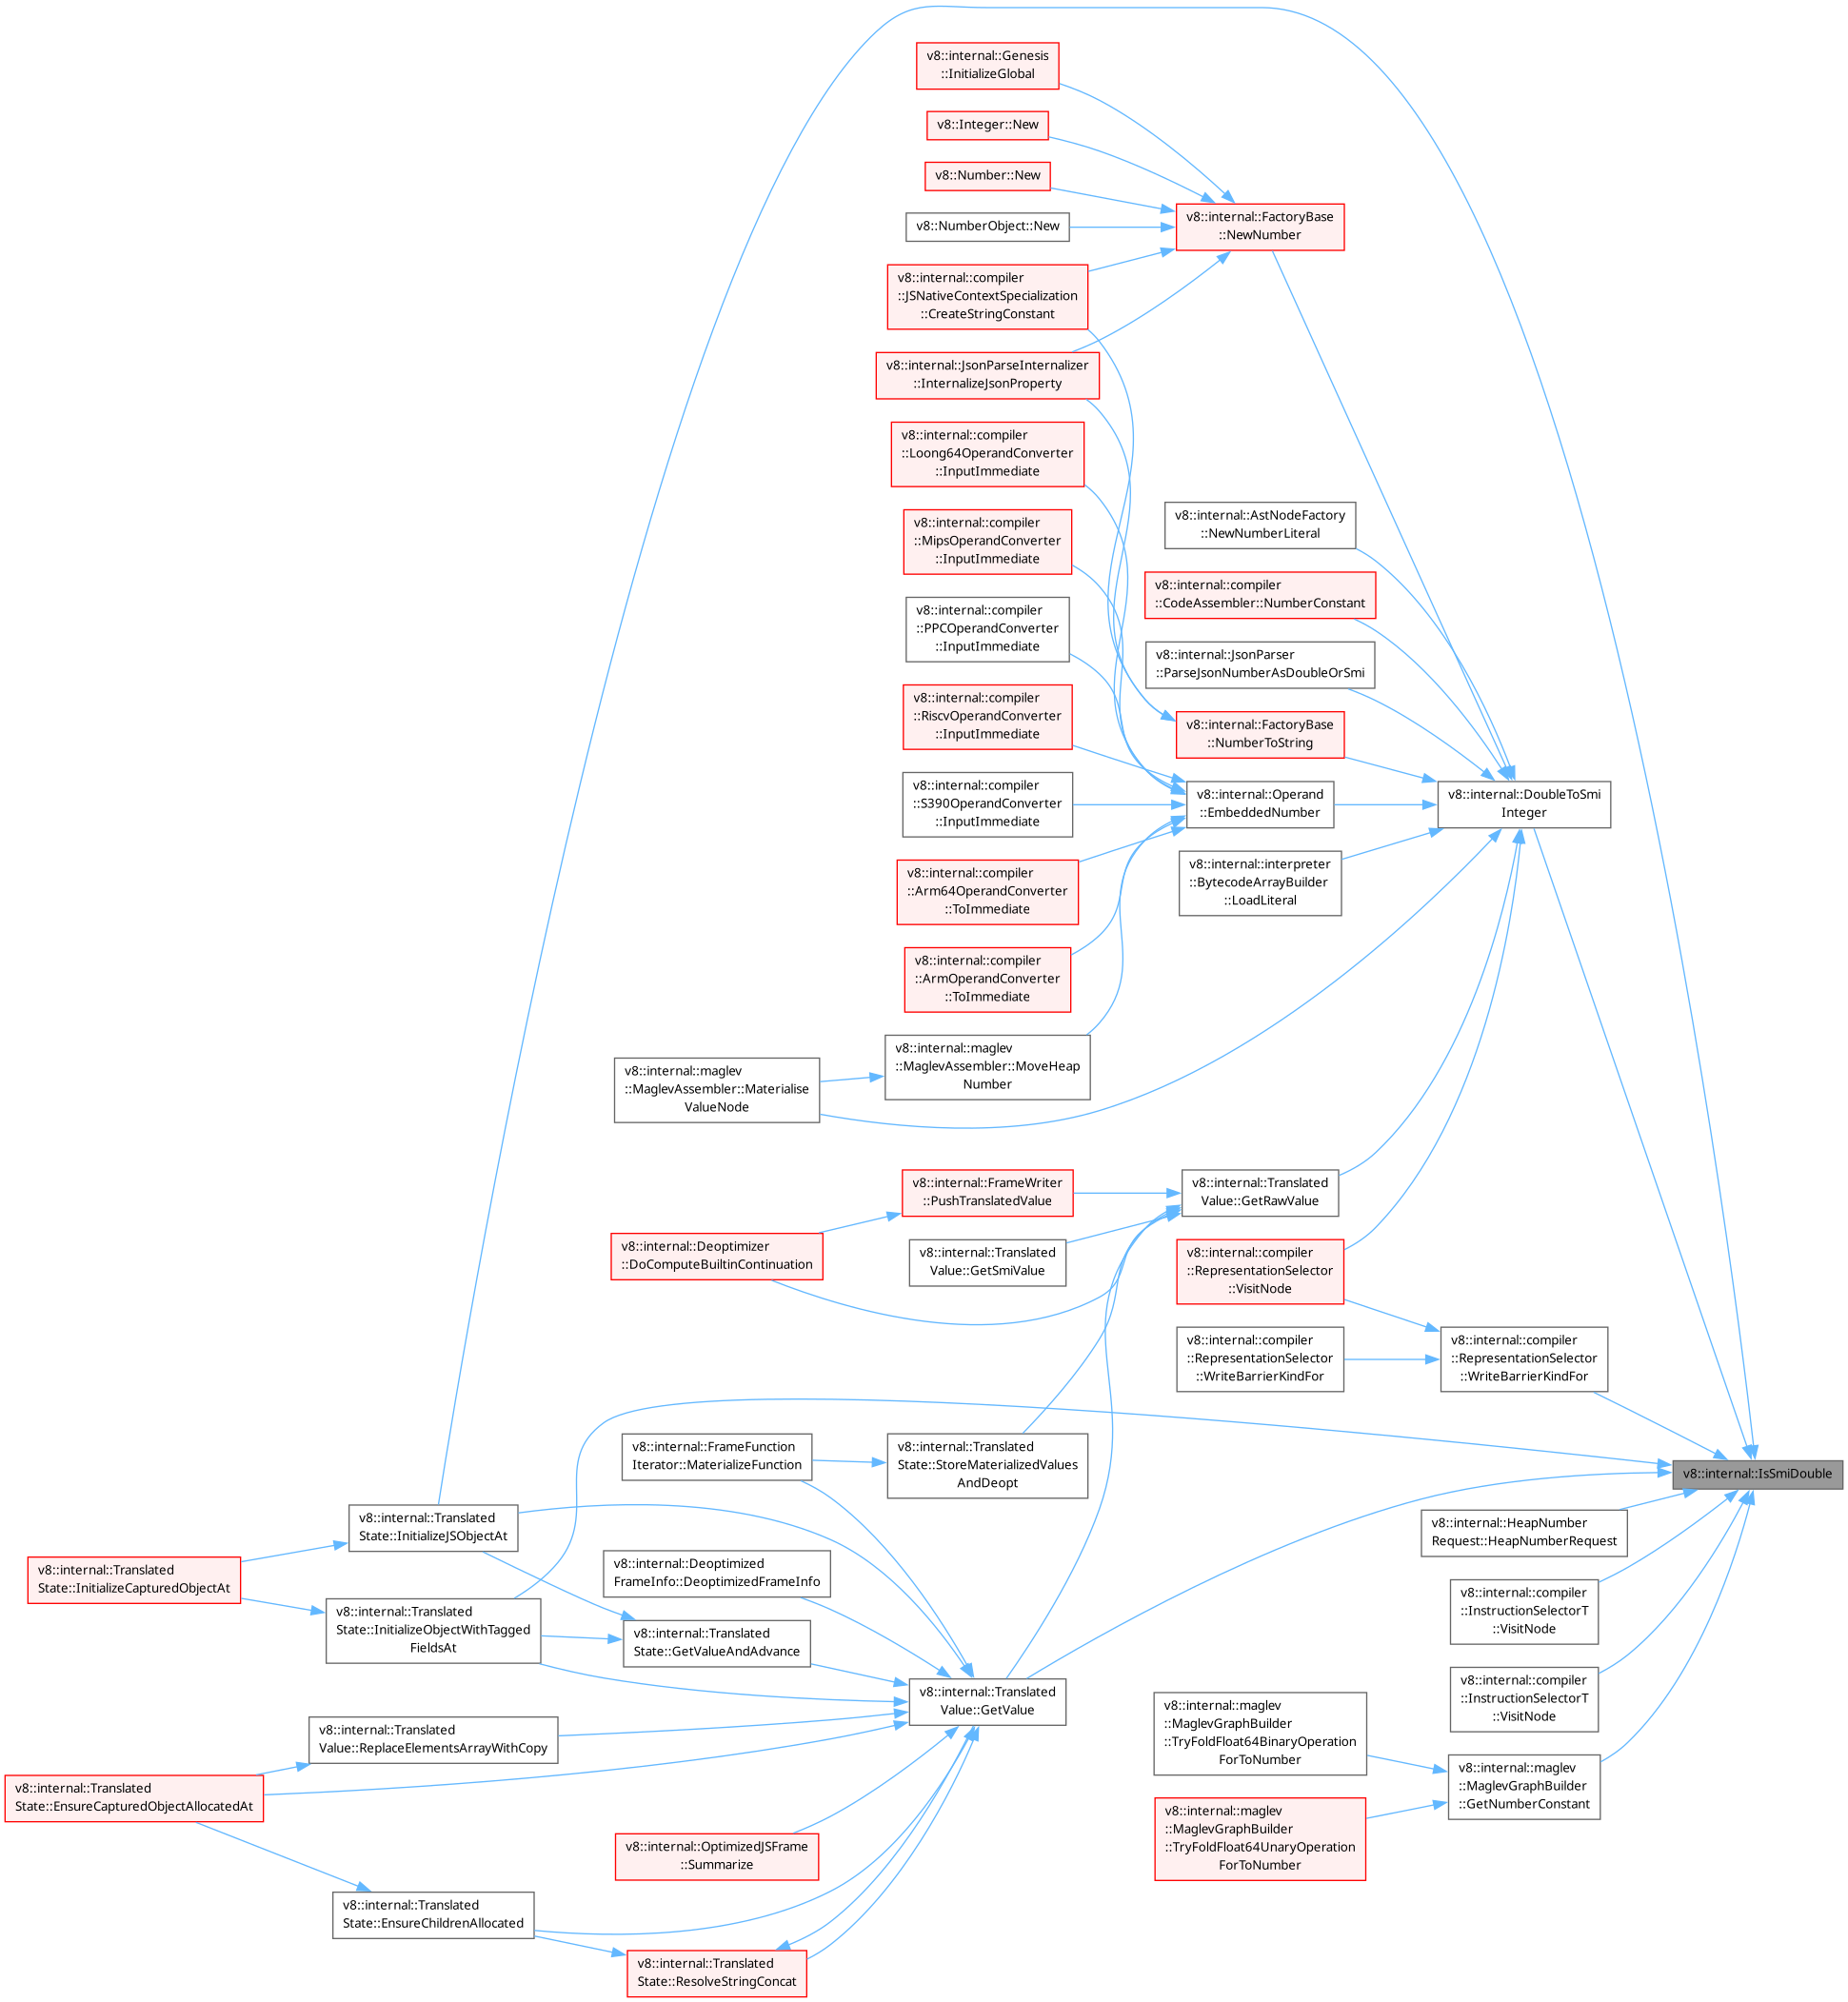 v8::internal::Genesis
::InitializeGlobal
v8::Integer::New
v8::Number::New
v8::NumberObject::New
v8::internal::FactoryBase
::NewNumber
v8::internal::compiler
::JSNativeContextSpecialization
::CreateStringConstant
v8::internal::JsonParseInternalizer
::InternalizeJsonProperty
v8::internal::compiler
::Loong64OperandConverter
::InputImmediate
v8::internal::compiler
::MipsOperandConverter
::InputImmediate
v8::internal::compiler
::PPCOperandConverter
::InputImmediate
v8::internal::compiler
::RiscvOperandConverter
::InputImmediate
v8::internal::compiler
::S390OperandConverter
::InputImmediate
v8::internal::compiler
::Arm64OperandConverter
::ToImmediate
v8::internal::compiler
::ArmOperandConverter
::ToImmediate
v8::internal::AstNodeFactory
::NewNumberLiteral
v8::internal::compiler
::CodeAssembler::NumberConstant
v8::internal::JsonParser
::ParseJsonNumberAsDoubleOrSmi
v8::internal::FactoryBase
::NumberToString
v8::internal::Operand
::EmbeddedNumber
v8::internal::DoubleToSmi
Integer
v8::internal::interpreter
::BytecodeArrayBuilder
::LoadLiteral
v8::internal::maglev
::MaglevAssembler::MoveHeap
Number
v8::internal::maglev
::MaglevAssembler::Materialise
ValueNode
v8::internal::FrameWriter
::PushTranslatedValue
v8::internal::Translated
Value::GetRawValue
v8::internal::Deoptimizer
::DoComputeBuiltinContinuation
v8::internal::Translated
Value::GetSmiValue
v8::internal::compiler
::RepresentationSelector
::VisitNode
v8::internal::compiler
::RepresentationSelector
::WriteBarrierKindFor
v8::internal::compiler
::RepresentationSelector
::WriteBarrierKindFor
v8::internal::FrameFunction
Iterator::MaterializeFunction
v8::internal::Translated
State::StoreMaterializedValues
AndDeopt
v8::internal::IsSmiDouble
v8::internal::Translated
State::InitializeJSObjectAt
v8::internal::HeapNumber
Request::HeapNumberRequest
v8::internal::Translated
State::InitializeCapturedObjectAt
v8::internal::Deoptimized
FrameInfo::DeoptimizedFrameInfo
v8::internal::compiler
::InstructionSelectorT
::VisitNode
v8::internal::Translated
State::InitializeObjectWithTagged
FieldsAt
v8::internal::Translated
State::GetValueAndAdvance
v8::internal::Translated
Value::GetValue
v8::internal::compiler
::InstructionSelectorT
::VisitNode
v8::internal::maglev
::MaglevGraphBuilder
::TryFoldFloat64BinaryOperation
ForToNumber
v8::internal::Translated
Value::ReplaceElementsArrayWithCopy
v8::internal::maglev
::MaglevGraphBuilder
::GetNumberConstant
v8::internal::Translated
State::EnsureCapturedObjectAllocatedAt
v8::internal::maglev
::MaglevGraphBuilder
::TryFoldFloat64UnaryOperation
ForToNumber
v8::internal::OptimizedJSFrame
::Summarize
v8::internal::Translated
State::EnsureChildrenAllocated
v8::internal::Translated
State::ResolveStringConcat